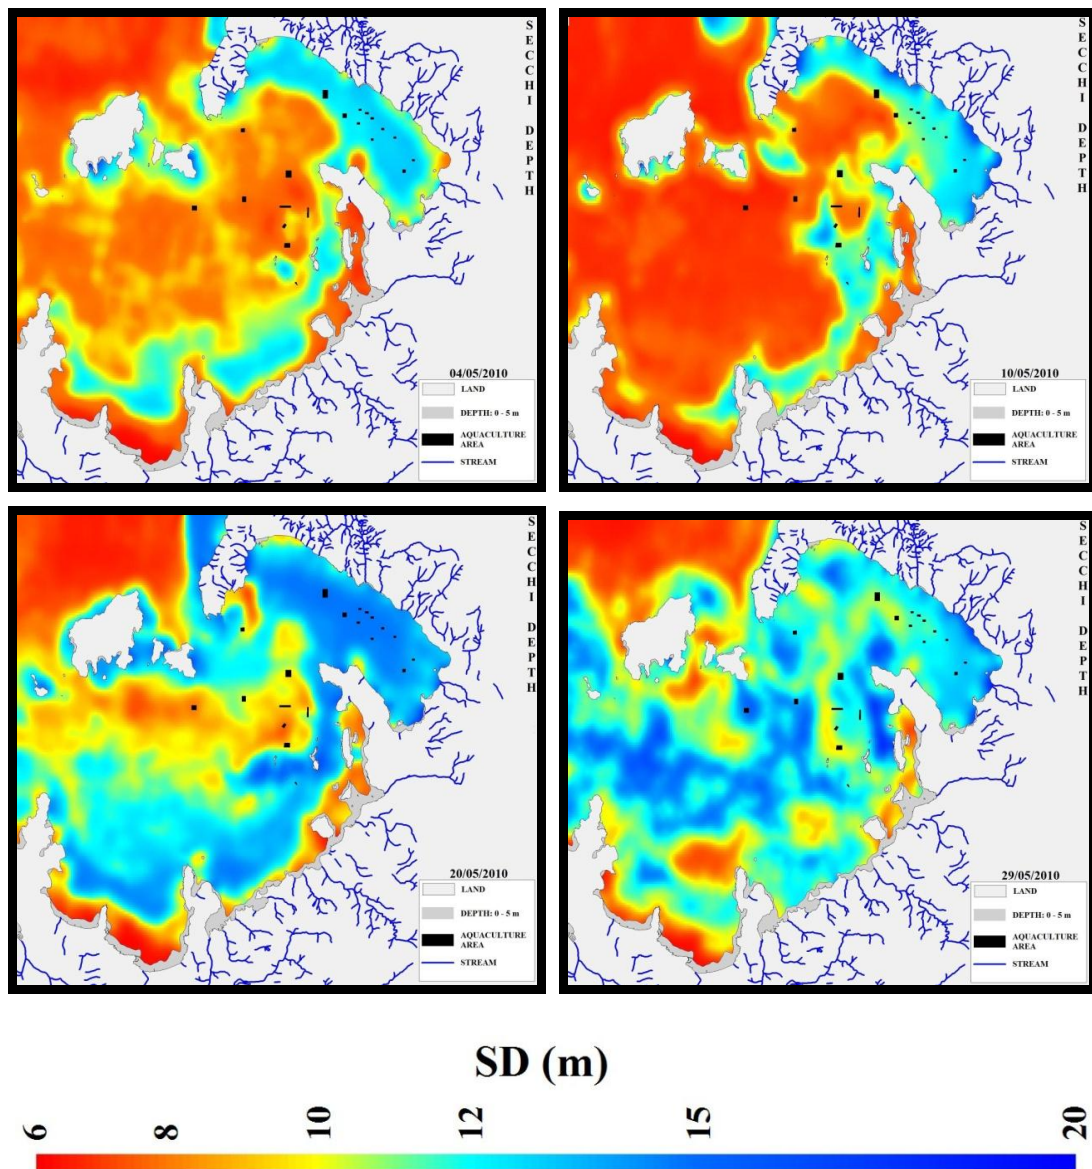 SECCHI DEPTH
04/05/2010
LAND
DEPTH: 0 - 5 m
AQUACULTURE
AREA
STREAM
SECCHI DEPTH
10/05/2010
LAND
DEPTH: 0 - 5 m
AQUACULTURE
AREA
STREAM
SECCHI DEPTH
20/05/2010
LAND
DEPTH: 0 - 5 m
AQUACULTURE
AREA
STREAM
SECCHI DEPTH
29/05/2010
LAND
DEPTH: 0 - 5 m
AQUACULTURE
AREA
STREAM
SD (m)
6 8 10 12 15 20